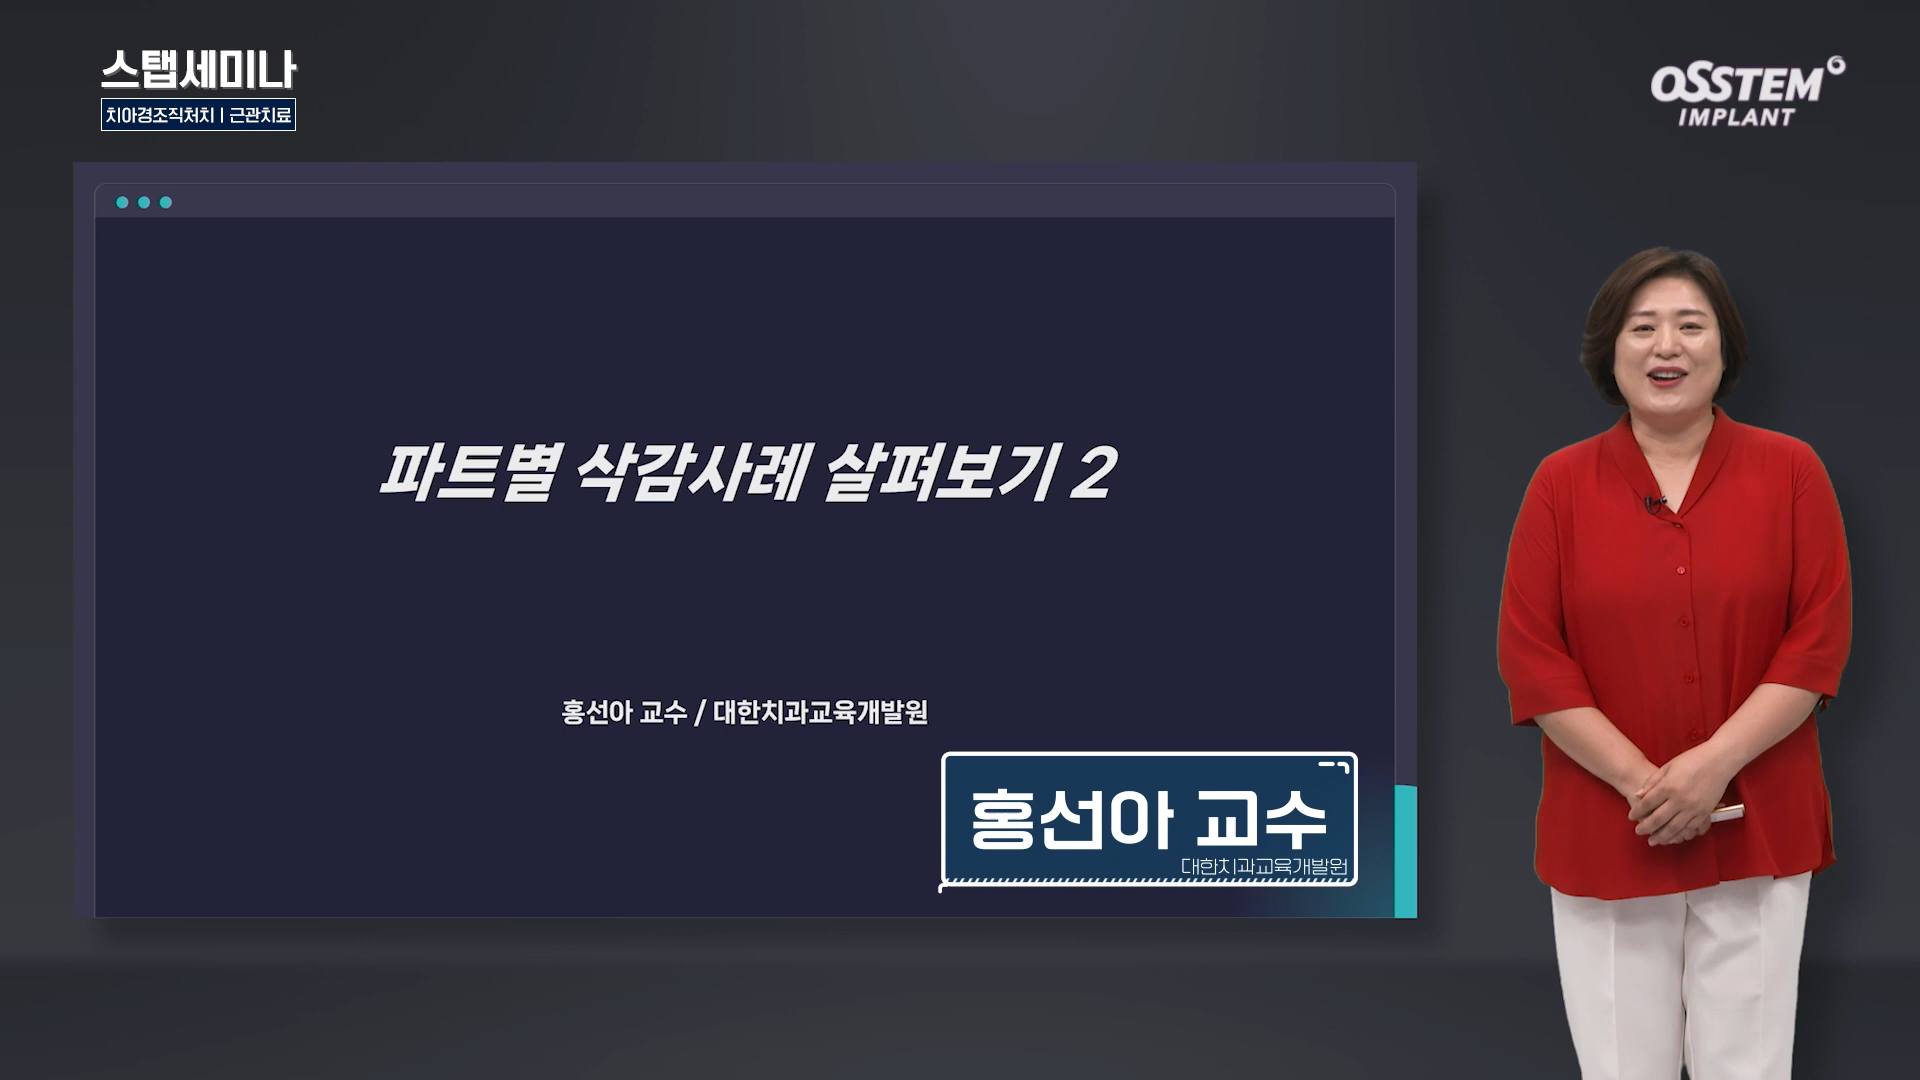 스탭세미나
치아경조직처치 | 근관치료
OSSTEM
IMPLANT
파트별 삭감사례 살펴보기 2
홍선아 교수 / 대한치과교육개발원
홍선아 교수
대한치과교육개발원